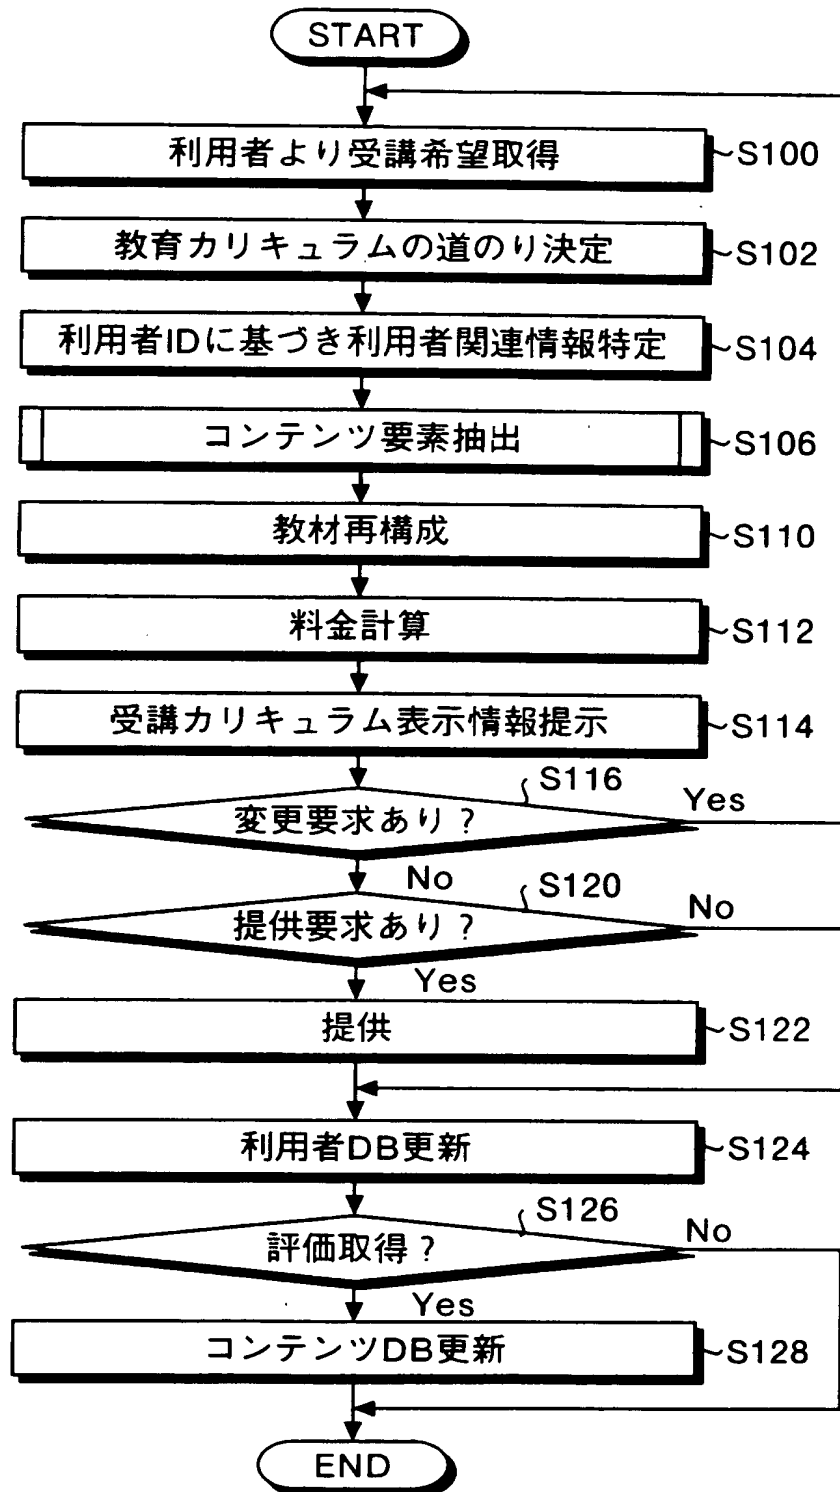 START
利用者より受講希望取得
S100
教育カリキュラムの道のり決定
S102
利用者IDに基づき利用者関連情報特定
S104
コンテンツ要素抽出
S106
教材再構成
S110
料金計算
S112
受講カリキュラム表示情報提示
S114
S116
変更要求あり?
Yes
No
S120
提供要求あり?
No
Yes
提供
S122
利用者DB更新
S124
S126
評価取得?
No
Yes
コンテンツDB更新
S128
END